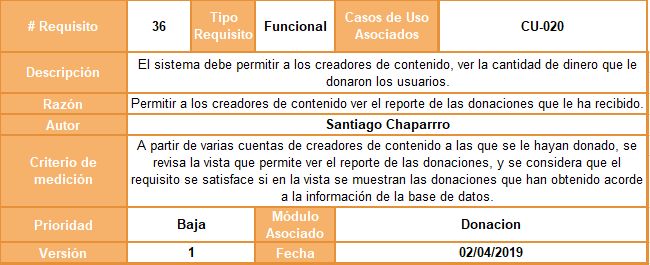 # Requisito 36 Tipo Requisito Funcional Casos de Uso Asociados CU-020
Descripción El sistema debe permitir a los creadores de contenido, ver la cantidad de dinero que le
donaron los usuarios.
Razón Permitir a los creadores de contenido ver el reporte de las donaciones que le ha recibido.
Autor Santiago Chaparrro
Criterio de medición A partir de varias cuentas de creadores de contenido a las que se le hayan donado, se
revisa la vista que permite ver el reporte de las donaciones, y se considera que el
requisito se satisface si en la vista se muestran las donaciones que han obtenido acorde
a la información de la base de datos.
Prioridad Baja Módulo Asociado Donacion
Versión 1 Fecha 02/04/2019